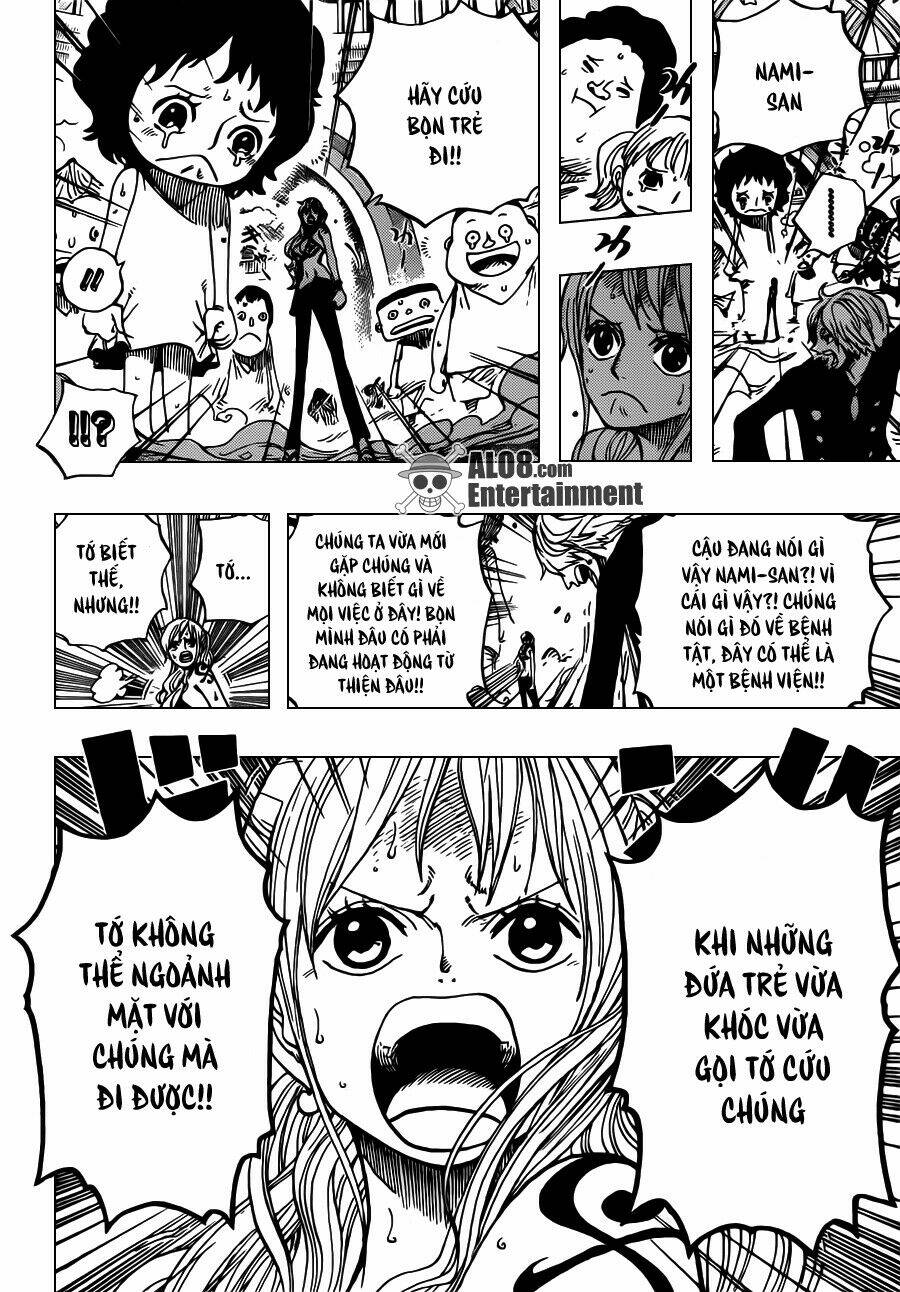 NAMI-
SAN
HÃY CỨU
BỌN TRẺ
ĐI!!
!!
!!?
AL08.com
Entertainment
CẬU ĐANG NÓI GÌ
VẬY NAMI-SAN?! VÌ
CÁI GÌ VẬY?! CHÚNG
NÓI GÌ ĐÓ VỀ BỆNH
TẬT, ĐÂY CÓ THỂ LÀ
MỘT BỆNH VIỆN!!
CHÚNG TA VỪA MỚI
GẶP CHÚNG VÀ
KHÔNG BIẾT GÌ VỀ
MỌI VIỆC Ở ĐÂY! BỌN
MÌNH ĐÂU CÓ PHẢI
ĐANG HOẠT ĐỘNG TỪ
THIỆN ĐÂU!!
TỚ...
TỚ BIẾT
THẾ,
NHƯNG!!
KHI NHỮNG
ĐỨA TRẺ VỪA
KHÓC VỪA
GỌI TỚ CỨU
CHÚNG
TỚ KHÔNG
THỂ NGOẢNH
MẶT VỚI
CHÚNG MÀ
ĐI ĐƯỢC!!